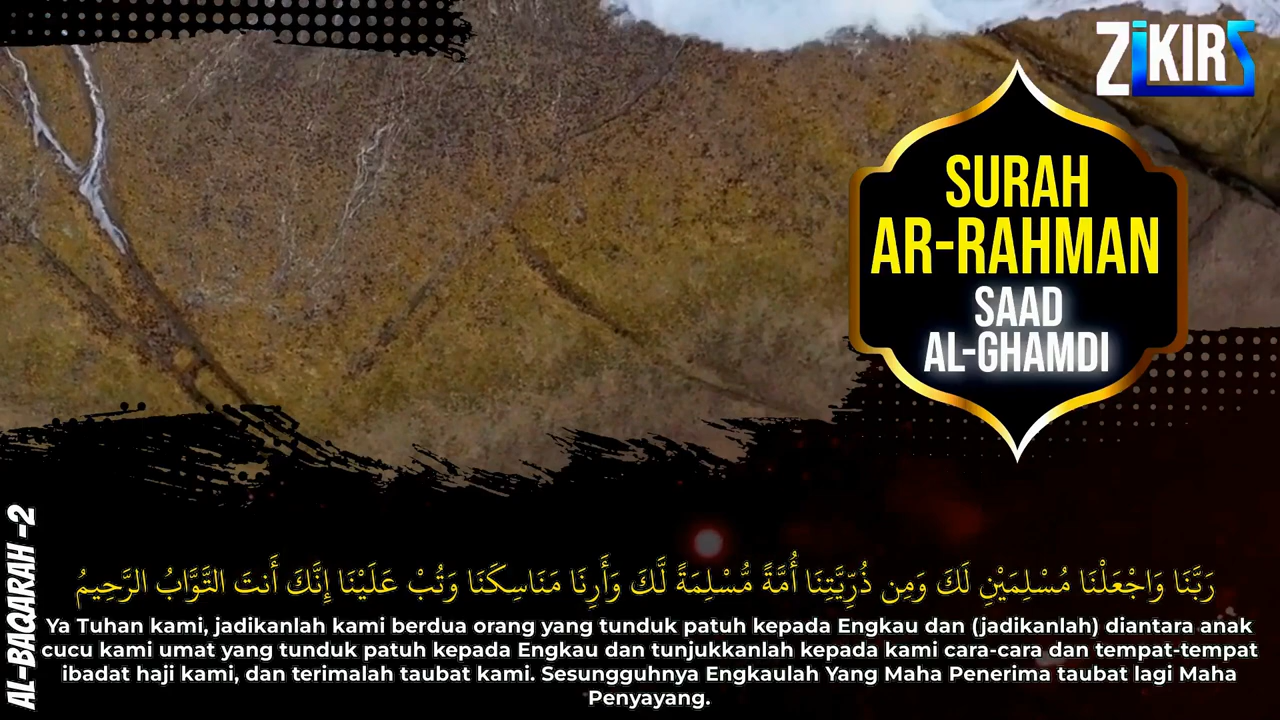 ZiKIRS
SURAH
AR-RAHMAN
SAAD
AL-GHAMDI
AL-BAQARAH -2
رَبَّنَا وَاجْعَلْنَا مُسْلِمَيْنِ لَكَ وَمِن ذُرِّيَّتِنَا أُمَّةً مُّسْلِمَةً لَّكَ وَأَرِنَا مَنَاسِكَنَا وَتُبْ عَلَيْنَا إِنَّكَ أَنتَ التَّوَّابُ الرَّحِيمُ
Ya Tuhan kami, jadikanlah kami berdua orang yang tunduk patuh kepada Engkau dan (jadikanlah) diantara anak
cucu kami umat yang tunduk patuh kepada Engkau dan tunjukkanlah kepada kami cara-cara dan tempat-tempat
ibadat haji kami, dan terimalah taubat kami. Sesungguhnya Engkaulah Yang Maha Penerima taubat lagi Maha
Penyayang.